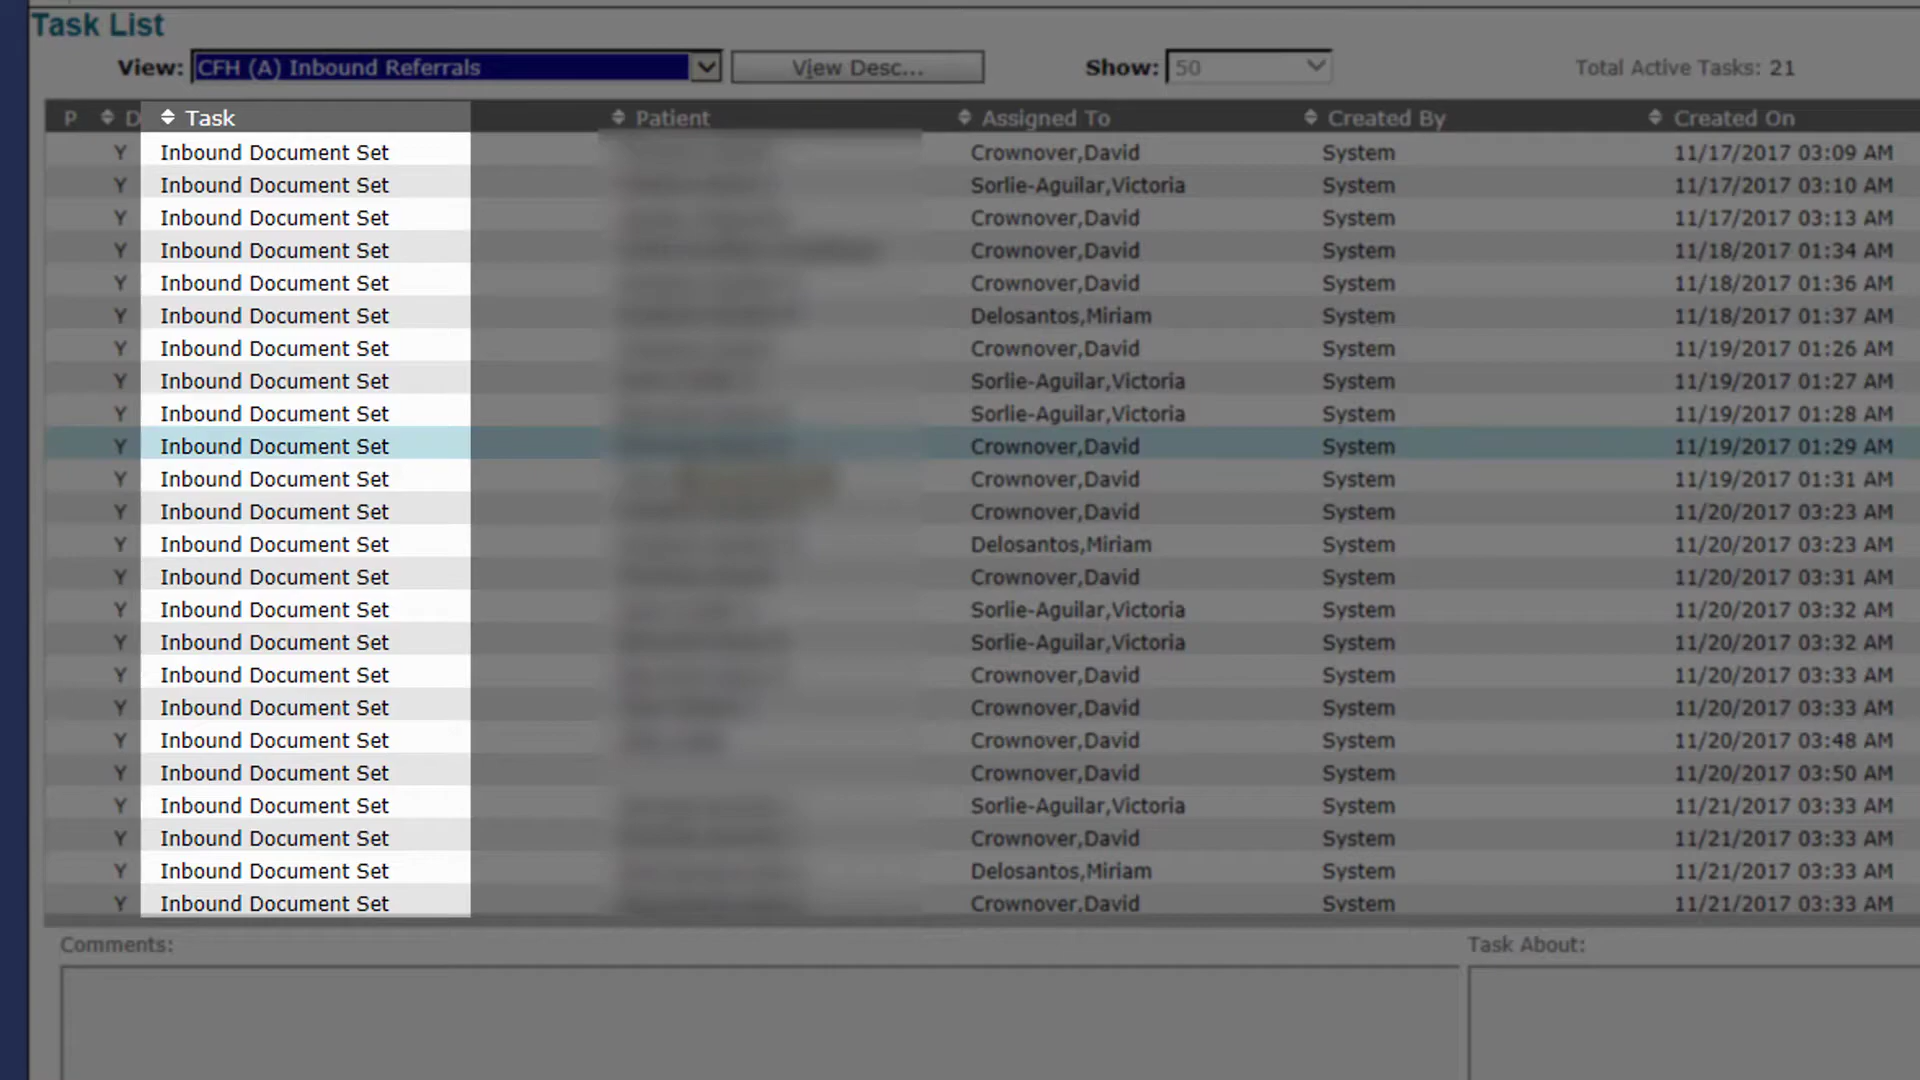 Task List
View: CFH (A) Inbound Referrals View Desc... Show: 50 Total Active Tasks: 21
P D Task Patient Assigned To Created By Created On
Y Inbound Document Set Crownover,David System 11/17/2017 03:09 AM
Y Inbound Document Set Sorlie-Aguilar,Victoria System 11/17/2017 03:10 AM
Y Inbound Document Set Crownover,David System 11/17/2017 03:13 AM
Y Inbound Document Set Crownover,David System 11/18/2017 01:34 AM
Y Inbound Document Set Crownover,David System 11/18/2017 01:36 AM
Y Inbound Document Set Delosantos,Miriam System 11/18/2017 01:37 AM
Y Inbound Document Set Crownover,David System 11/19/2017 01:26 AM
Y Inbound Document Set Sorlie-Aguilar,Victoria System 11/19/2017 01:27 AM
Y Inbound Document Set Sorlie-Aguilar,Victoria System 11/19/2017 01:28 AM
Y Inbound Document Set Crownover,David System 11/19/2017 01:29 AM
Y Inbound Document Set Crownover,David System 11/19/2017 01:31 AM
Y Inbound Document Set Crownover,David System 11/20/2017 03:23 AM
Y Inbound Document Set Delosantos,Miriam System 11/20/2017 03:23 AM
Y Inbound Document Set Crownover,David System 11/20/2017 03:31 AM
Y Inbound Document Set Sorlie-Aguilar,Victoria System 11/20/2017 03:32 AM
Y Inbound Document Set Sorlie-Aguilar,Victoria System 11/20/2017 03:32 AM
Y Inbound Document Set Crownover,David System 11/20/2017 03:33 AM
Y Inbound Document Set Crownover,David System 11/20/2017 03:33 AM
Y Inbound Document Set Crownover,David System 11/20/2017 03:48 AM
Y Inbound Document Set Crownover,David System 11/20/2017 03:50 AM
Y Inbound Document Set Sorlie-Aguilar,Victoria System 11/21/2017 03:33 AM
Y Inbound Document Set Crownover,David System 11/21/2017 03:33 AM
Y Inbound Document Set Delosantos,Miriam System 11/21/2017 03:33 AM
Y Inbound Document Set Crownover,David System 11/21/2017 03:33 AM
Comments: Task About: